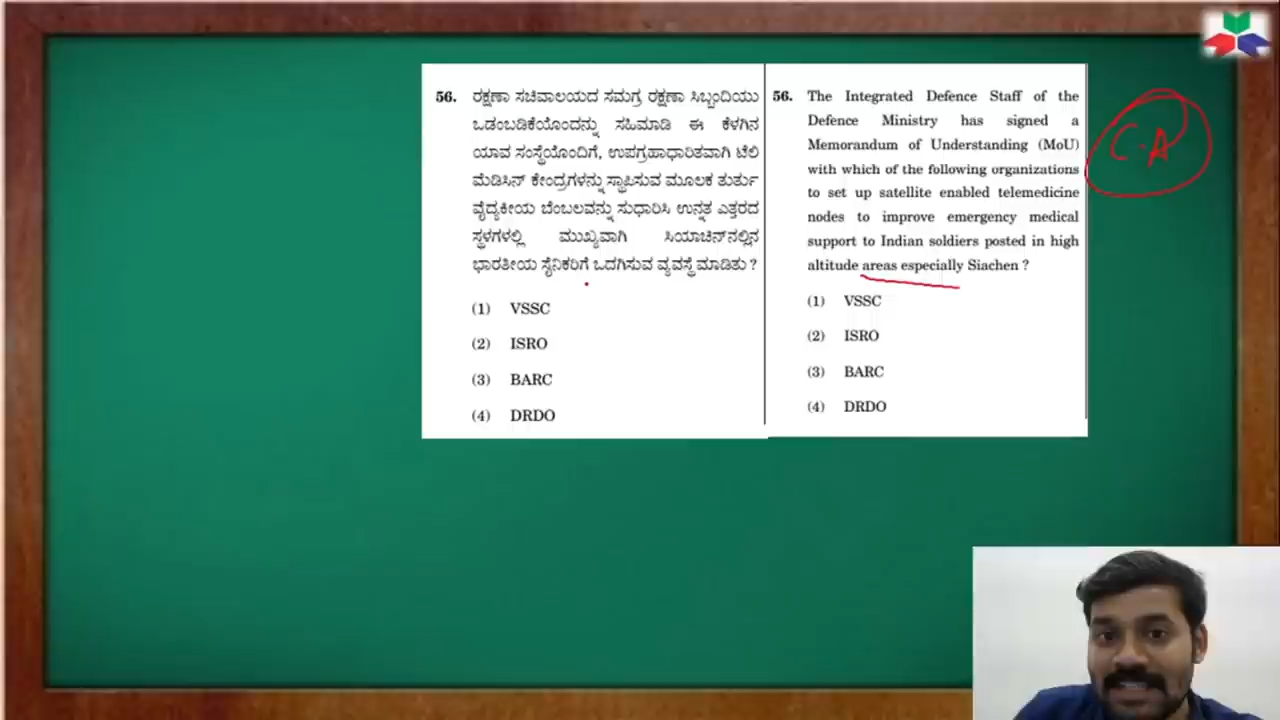 56. ರಕ್ಷಣಾ ಸಚಿವಾಲಯದ ಸಮಗ್ರ ರಕ್ಷಣಾ ಸಿಬ್ಬಂದಿಯು
ಒಡಂಬಡಿಕೆಯೊಂದನ್ನು ಸಹಿಮಾಡಿ ಈ ಕೆಳಗಿನ
ಯಾವ ಸಂಸ್ಥೆಯೊಂದಿಗೆ, ಉಪಗ್ರಹಾಧಾರಿತವಾಗಿ ಟೆಲಿ
ಮೆಡಿಸಿನ್ ಕೇಂದ್ರಗಳನ್ನು ಸ್ಥಾಪಿಸುವ ಮೂಲಕ ತುರ್ತು
ವೈದ್ಯಕೀಯ ಬೆಂಬಲವನ್ನು ಸುಧಾರಿಸಿ ಉನ್ನತ ಎತ್ತರದ
ಸ್ಥಳಗಳಲ್ಲಿ ಮುಖ್ಯವಾಗಿ ಸಿಯಾಚಿನ್‌ನಲ್ಲಿನ
ಭಾರತೀಯ ಸೈನಿಕರಿಗೆ ಒದಗಿಸುವ ವ್ಯವಸ್ಥೆ ಮಾಡಿತು ?
(1) VSSC
(2) ISRO
(3) BARC
(4) DRDO
56. The Integrated Defence Staff of the
Defence Ministry has signed a
Memorandum of Understanding (MoU)
with which of the following organizations
to set up satellite enabled telemedicine
nodes to improve emergency medical
support to Indian soldiers posted in high
altitude areas especially Siachen ?
(1) VSSC
(2) ISRO
(3) BARC
(4) DRDO
C.A